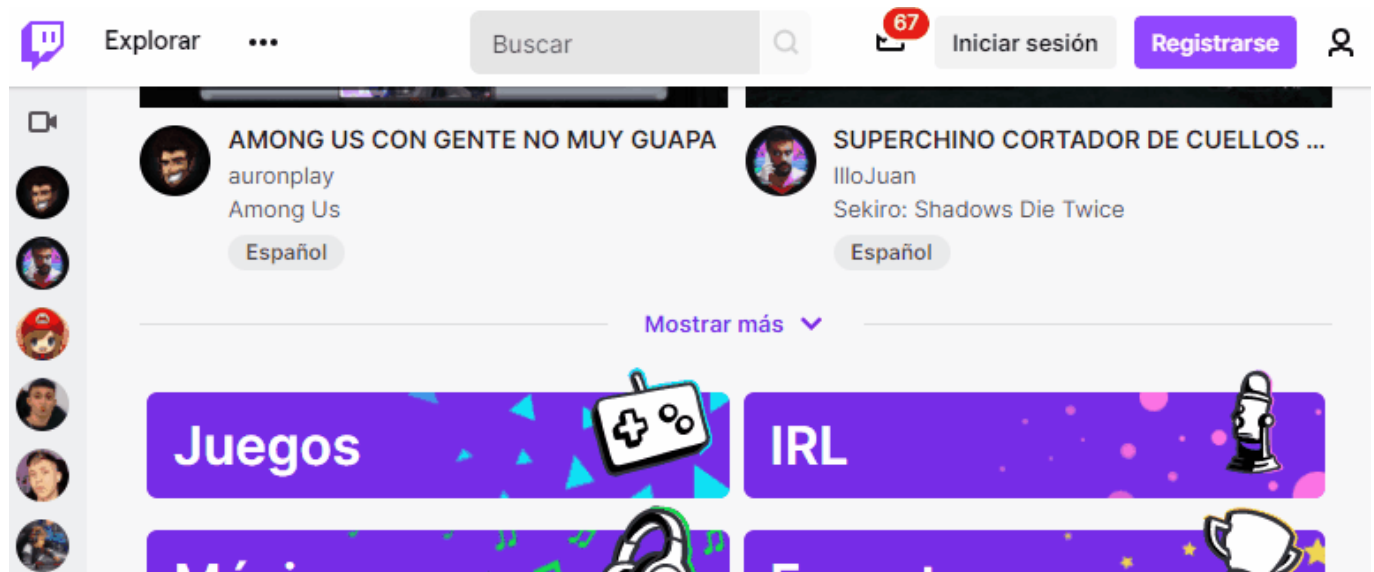 Explorar
Buscar
67
Iniciar sesión
Registrarse
AMONG US CON GENTE NO MUY GUAPA
auronplay
Among Us
Español
SUPERCHINO CORTADOR DE CUELLOS ...
IlloJuan
Sekiro: Shadows Die Twice
Español
Mostrar más
Juegos
IRL